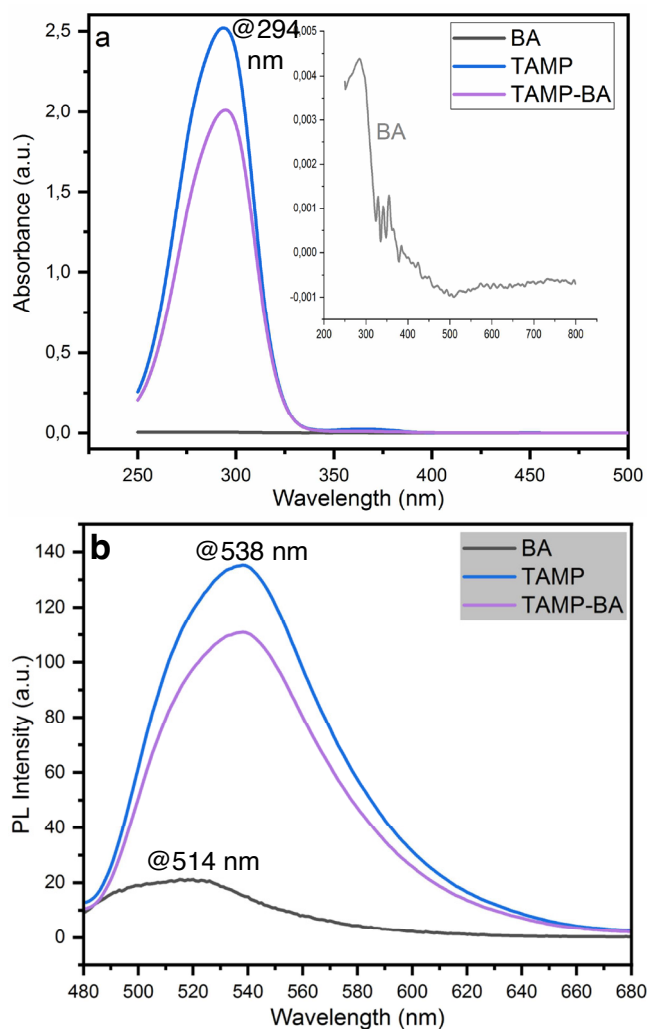 a
@294
nm
BA
TAMP
TAMP-BA
2,5
2,0
1,5
1,0
0,5
0,0
Absorbance (a.u.)
0,005
0,004
0,003
0,002
0,001
0,000
-0,001
BA
200 300 400 500 600 700 800
250 300 350 400 450 500
Wavelength (nm)
b
@538 nm
BA
TAMP
TAMP-BA
140
120
100
80
60
40
20
0
PL Intensity (a.u.)
@514 nm
480 500 520 540 560 580 600 620 640 660 680
Wavelength (nm)